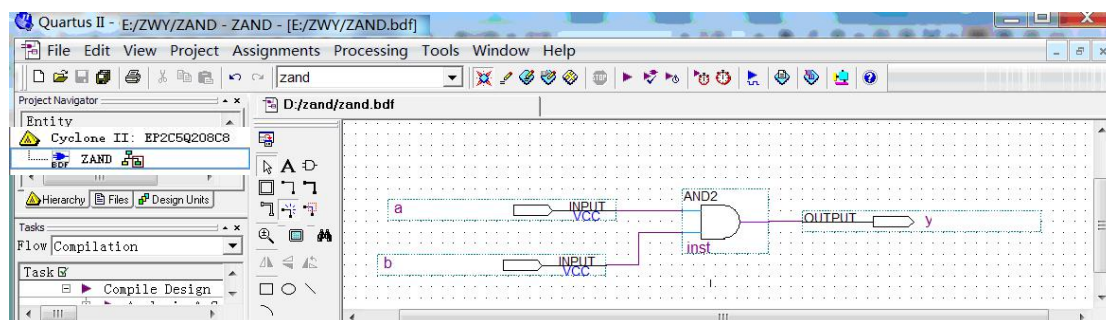 Quartus II - E:/ZWY/ZAND - ZAND - [E:/ZWY/ZAND.bdf]
File Edit View Project Assignments Processing Tools Window Help
zand
Project Navigator
D:/zand/zand.bdf
Entity
Cyclone II: EP2C5Q208C8
BDF ZAND
Hierarchy Files Design Units
Tasks
Flow Compilation
Task
Compile Design
A
a INPUT
VCC
b INPUT
VCC
AND2
inst
OUTPUT y